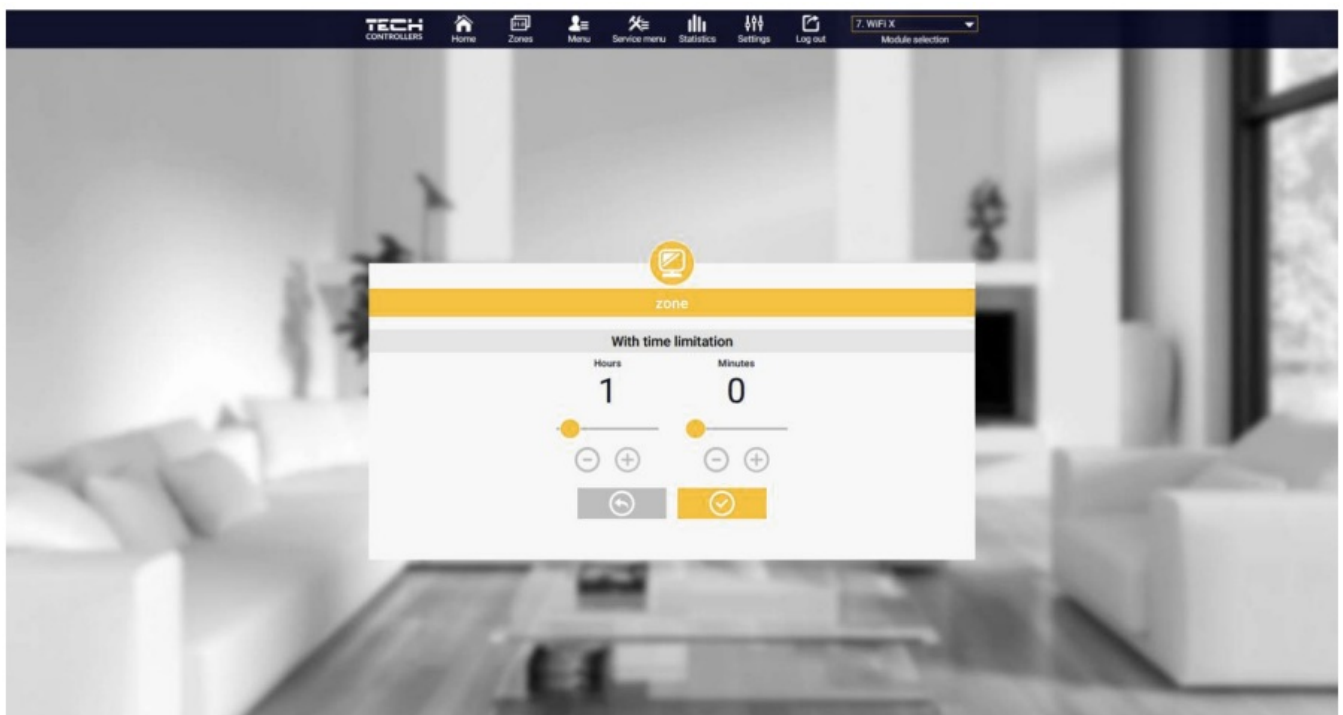 TECH
CONTROLLERS
Home
Zones
Menu
Service menu
Statistics
Settings
Log out
7. WIFI X
Module selection
zone
With time limitation
Hours
Minutes
1
0